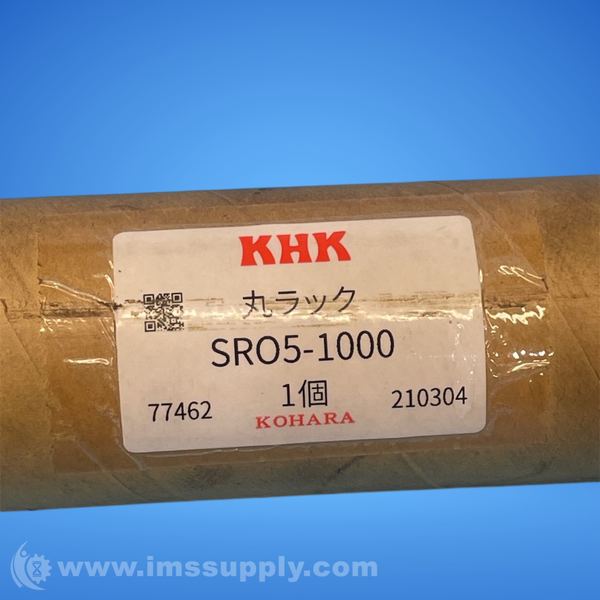 KHK
丸ラック
SRO5-1000
1個
77462
210304
KOHARA
www.imssupply.com